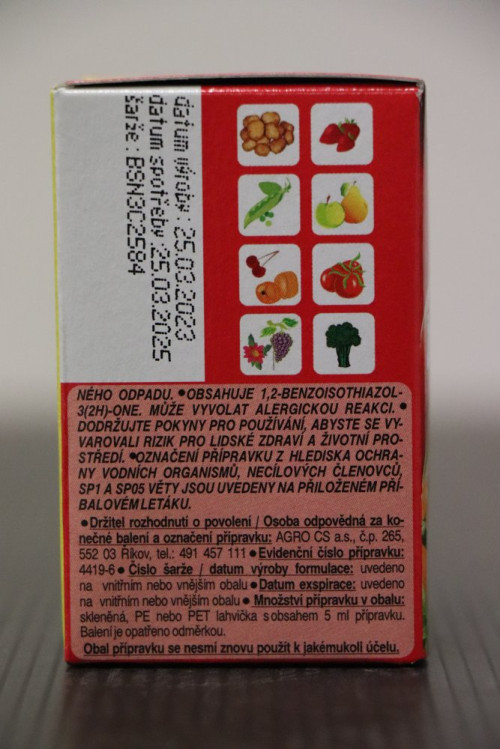 datum výroby: 25.03.2023
datum spotřeby: 25.03.2025
šarže: BSN3C2584
NÉHO ODPADU. •OBSAHUJE 1,2-BENZOISOTHIAZOL-
3(2H)-ONE. MŮŽE VYVOLAT ALERGICKOU REAKCI. •
DODRŽUJTE POKYNY PRO POUŽÍVÁNÍ, ABYSTE SE VY-
VAROVALI RIZIK PRO LIDSKÉ ZDRAVÍ A ŽIVOTNÍ PRO-
STŘEDÍ. •OZNAČENÍ PŘÍPRAVKU Z HLEDISKA OCHRA-
NY VODNÍCH ORGANISMŮ, NECÍLOVÝCH ČLENOVCŮ,
SP1 A SP05 VĚTY JSOU UVEDENY NA PŘILOŽENÉM PŘÍ-
BALOVÉM LETÁKU.
•Držitel rozhodnutí o povolení / Osoba odpovědná za ko-
nečné balení a označení přípravku: AGRO CS a.s., č.p. 265,
552 03 Říkov, tel.: 491 457 111 •Evidenční číslo přípravku:
4419-6 • Číslo šarže / datum výroby formulace: uvedeno
na vnitřním nebo vnějším obalu •Datum exspirace: uvedeno
na vnitřním nebo vnějším obalu • Množství přípravku v obalu:
skleněná, PE nebo PET lahvička s obsahem 5 ml přípravku.
Balení je opatřeno odměrkou.
Obal přípravku se nesmí znovu použít k jakémukoli účelu.